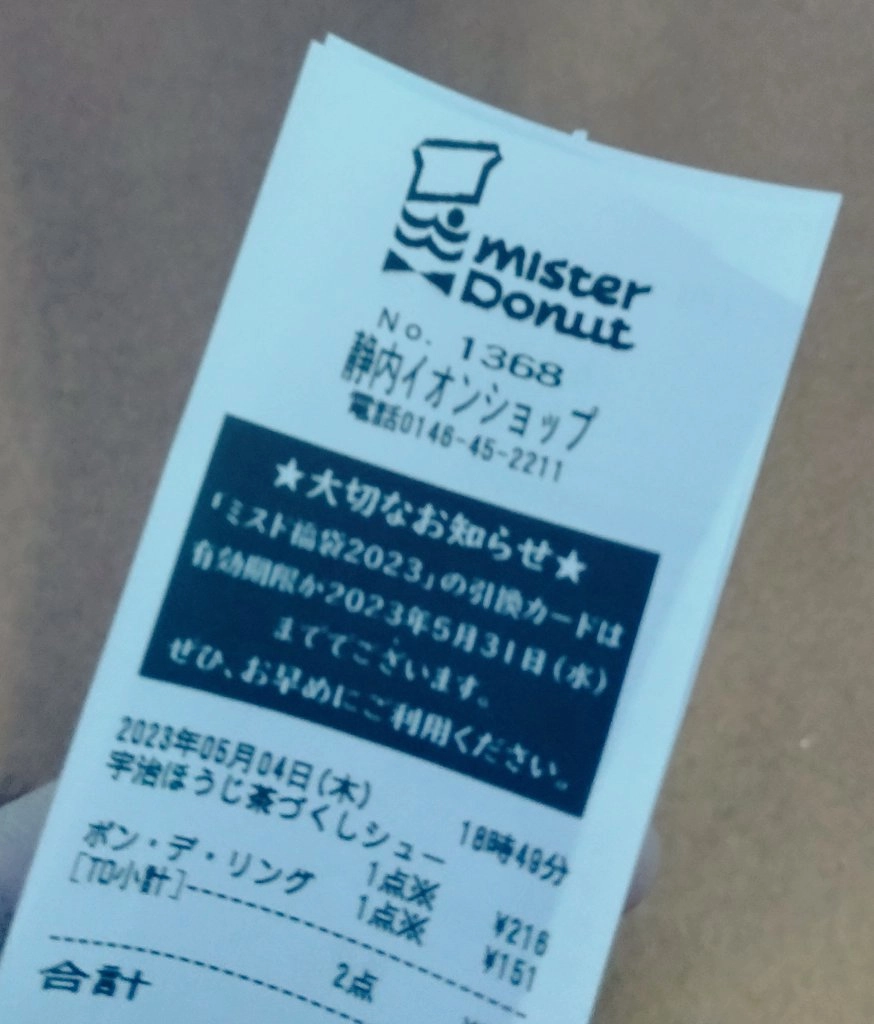 mister
Donut
No. 1368
静内イオンショップ
電話0146-45-2211
★大切なお知らせ★
「ミスド福袋2023」の引換カードは
有効期限が2023年5月31日(水)
まででございます。
ぜひ、お早めにご利用ください。
2023年05月04日(木) 18時49分
宇治ほうじ茶づくしシュー
1点※ ¥216
ポン・デ・リング 1点※ ¥151
[TO小計]
合計 2点